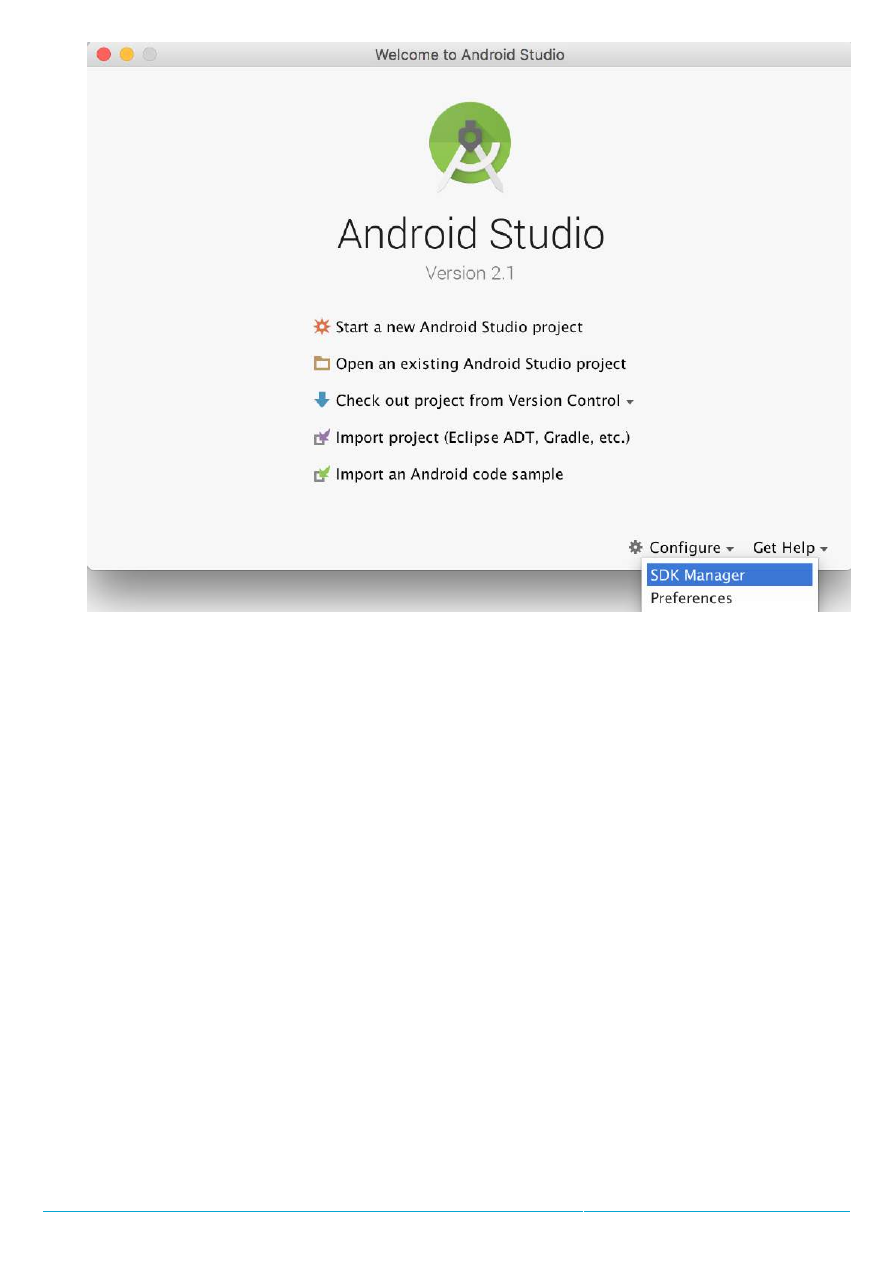 Welcome to Android Studio
Android Studio
Version 2.1
Start a new Android Studio project
Open an existing Android Studio project
Check out project from Version Control
Import project (Eclipse ADT, Gradle, etc.)
Import an Android code sample
Configure Get Help
SDK Manager
Preferences